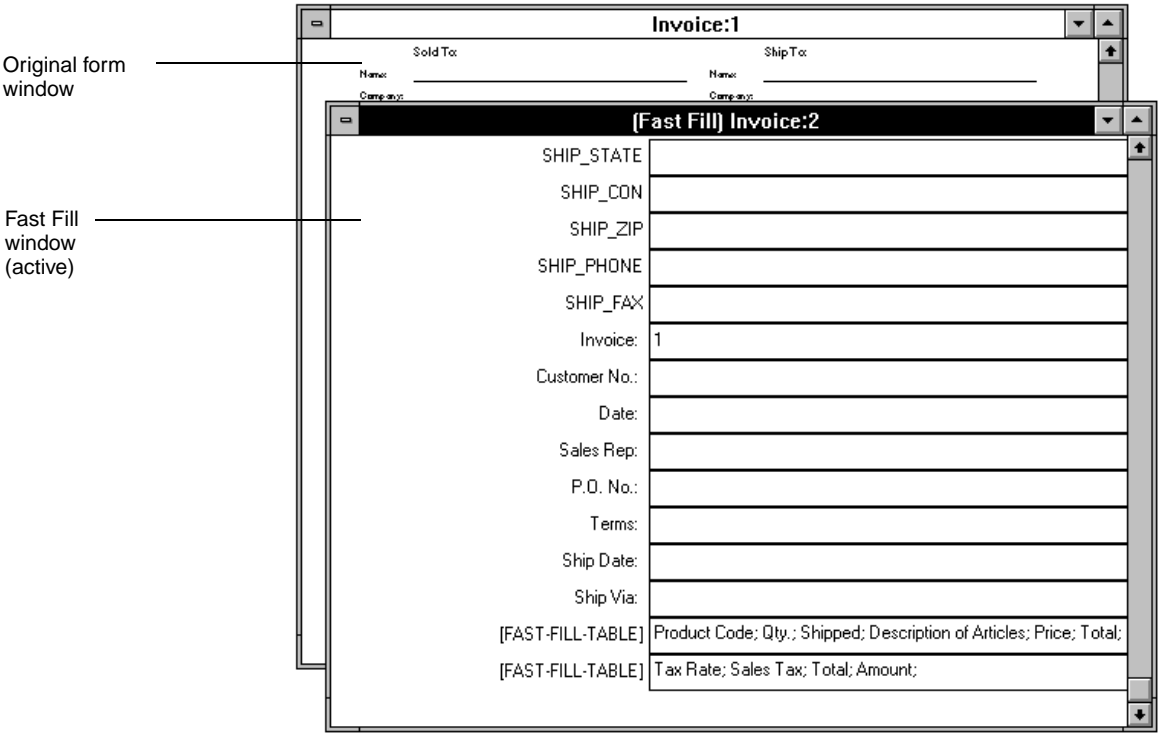 Invoice:1
Sold To:
Ship To:
Original form
window
Name:
Name:
Company:
Company:
(Fast Fill) Invoice:2
SHIP_STATE
SHIP_CON
Fast Fill
window
(active)
SHIP_ZIP
SHIP_PHONE
SHIP_FAX
Invoice: 1
Customer No.:
Date:
Sales Rep:
P.O. No.:
Terms:
Ship Date:
Ship Via:
[FAST-FILL-TABLE] Product Code; Qty.; Shipped; Description of Articles; Price; Total;
[FAST-FILL-TABLE] Tax Rate; Sales Tax; Total; Amount;